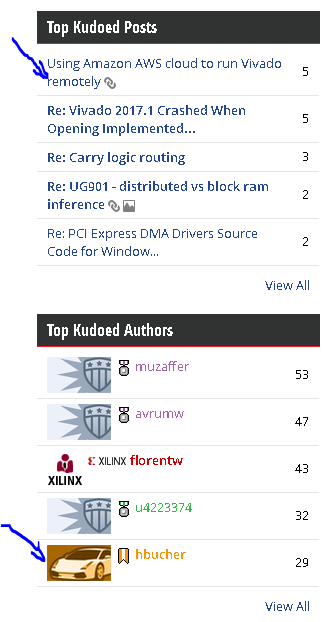 Top Kudoed Posts
Using Amazon AWS cloud to run Vivado 5
remotely
Re: Vivado 2017.1 Crashed When 5
Opening Implemented...
Re: Carry logic routing 3
Re: UG901 - distributed vs block ram 2
inference
Re: PCI Express DMA Drivers Source 2
Code for Window...
View All
Top Kudoed Authors
muzaffer 53
avrumw 47
XILINX XILINX florentw 43
u4223374 32
hbucher 29
View All